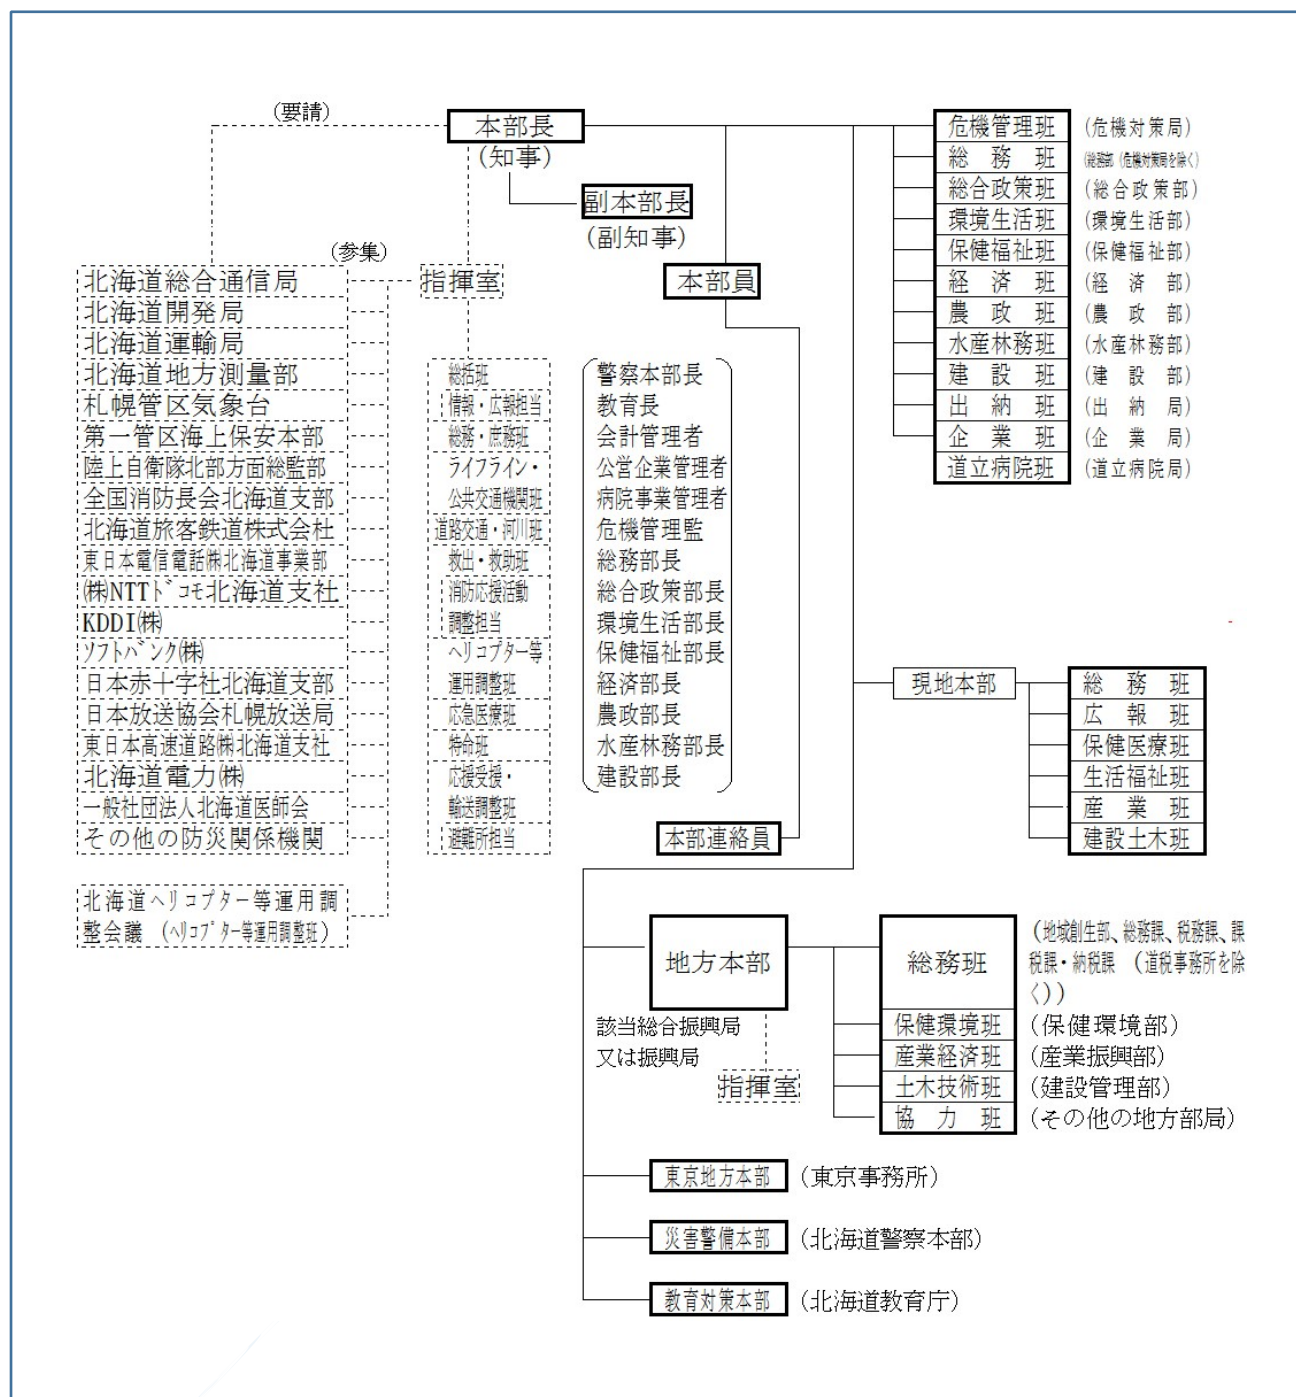 (要請)
本部長
(知事)
副本部長
(副知事)
(参集)
指揮室
本部員
北海道総合通信局
北海道開発局
北海道運輸局
北海道地方測量部
札幌管区気象台
第一管区海上保安本部
陸上自衛隊北部方面総監部
全国消防長会北海道支部
北海道旅客鉄道株式会社
東日本電信電話㈱北海道事業部
㈱NTTドコモ北海道支社
KDDI㈱
ソフトバンク㈱
日本赤十字社北海道支部
日本放送協会札幌放送局
東日本高速道路㈱北海道支社
北海道電力㈱
一般社団法人北海道医師会
その他の防災関係機関
北海道ヘリコプター等運用調
整会議 (ヘリコプター等運用調整班)
総括班
情報・広報担当
総務・庶務班
ライフライン・
公共交通機関班
道路交通・河川班
救出・救助班
消防応援活動
調整担当
ヘリコプター等
運用調整班
応急医療班
特命班
応援受援・
輸送調整班
避難所担当
警察本部長
教育長
会計管理者
公営企業管理者
病院事業管理者
危機管理監
総務部長
総合政策部長
環境生活部長
保健福祉部長
経済部長
農政部長
水産林務部長
建設部長
本部連絡員
危機管理班 (危機対策局)
総務班 (総務部(危機対策局を除く)
総合政策班 (総合政策部)
環境生活班 (環境生活部)
保健福祉班 (保健福祉部)
経済班 (経済部)
農政班 (農政部)
水産林務班 (水産林務部)
建設班 (建設部)
出納班 (出納局)
企業班 (企業局)
道立病院班 (道立病院局)
現地本部
総務班
広報班
保健医療班
生活福祉班
産業班
建設土木班
地方本部
該当総合振興局
又は振興局
指揮室
総務班
(地域創生部、総務課、税務課、課
税課・納税課 (道税事務所を除
く))
保健環境班 (保健環境部)
産業経済班 (産業振興部)
土木技術班 (建設管理部)
協力班 (その他の地方部局)
東京地方本部 (東京事務所)
災害警備本部 (北海道警察本部)
教育対策本部 (北海道教育庁)